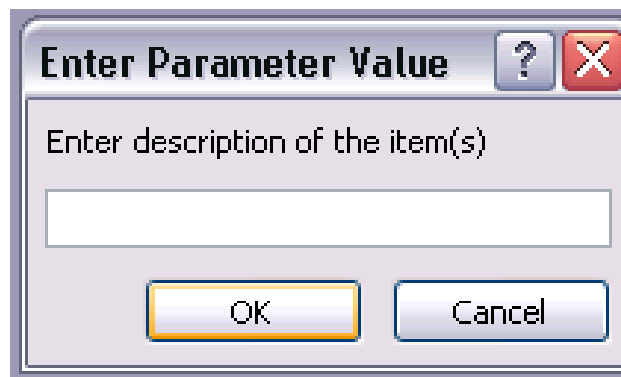 Enter Parameter Value ?
Enter description of the item(s)
OK Cancel